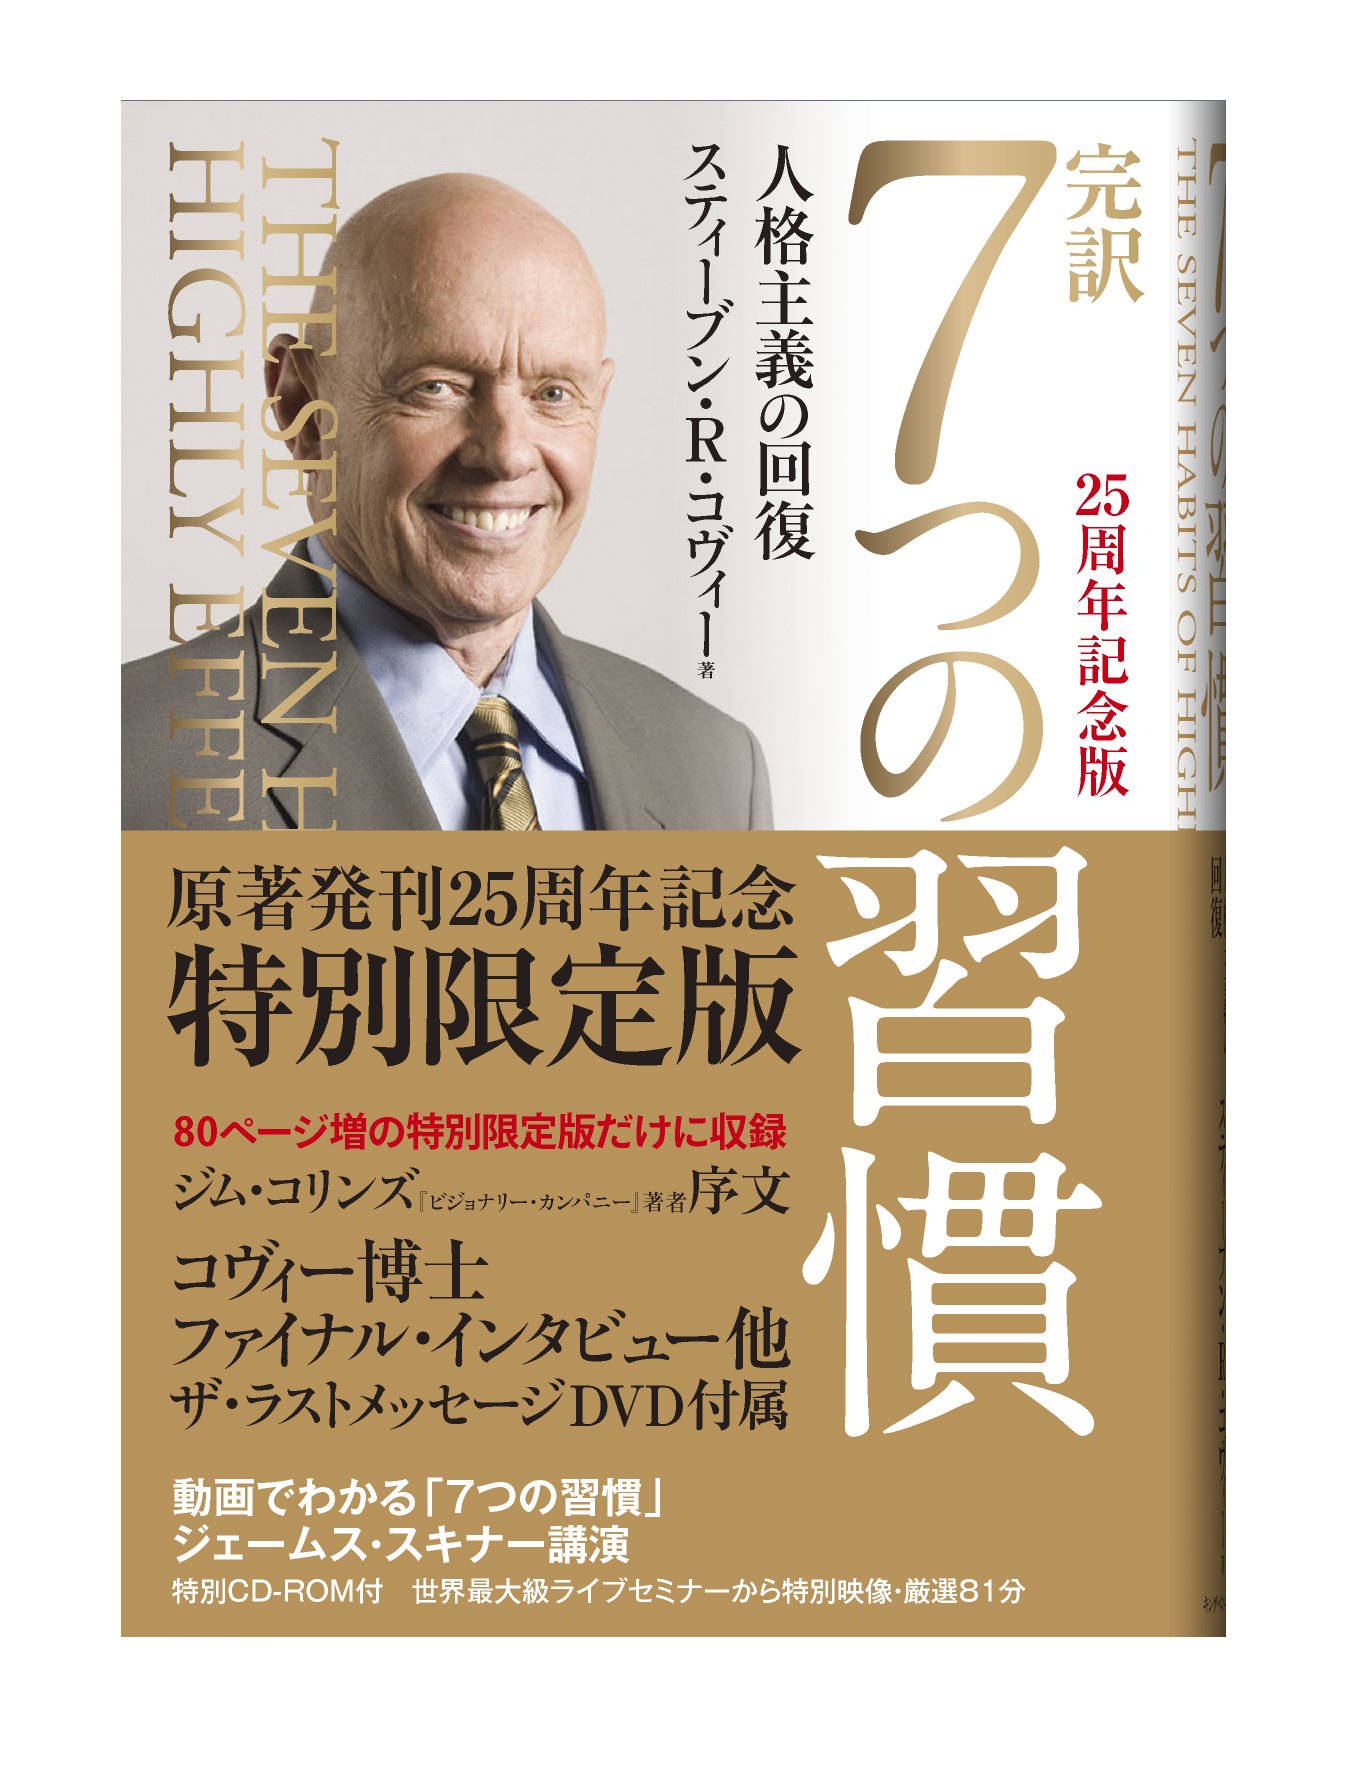 完訳
25周年記念版
7つの習慣
人格主義の回復
スティーブン・R・コヴィー 著
THE SEVEN H
HIGHLY EFFE
原著発刊25周年記念
特別限定版
80ページ増の特別限定版だけに収録
ジム・コリンズ『ビジョナリー・カンパニー』著者 序文
コヴィー博士
ファイナル・インタビュー他
ザ・ラストメッセージDVD付属
動画でわかる「7つの習慣」
ジェームス・スキナー講演
特別CD-ROM付 世界最大級ライブセミナーから特別映像・厳選81分
7つの習慣
THE SEVEN HABITS OF HIGH
回復